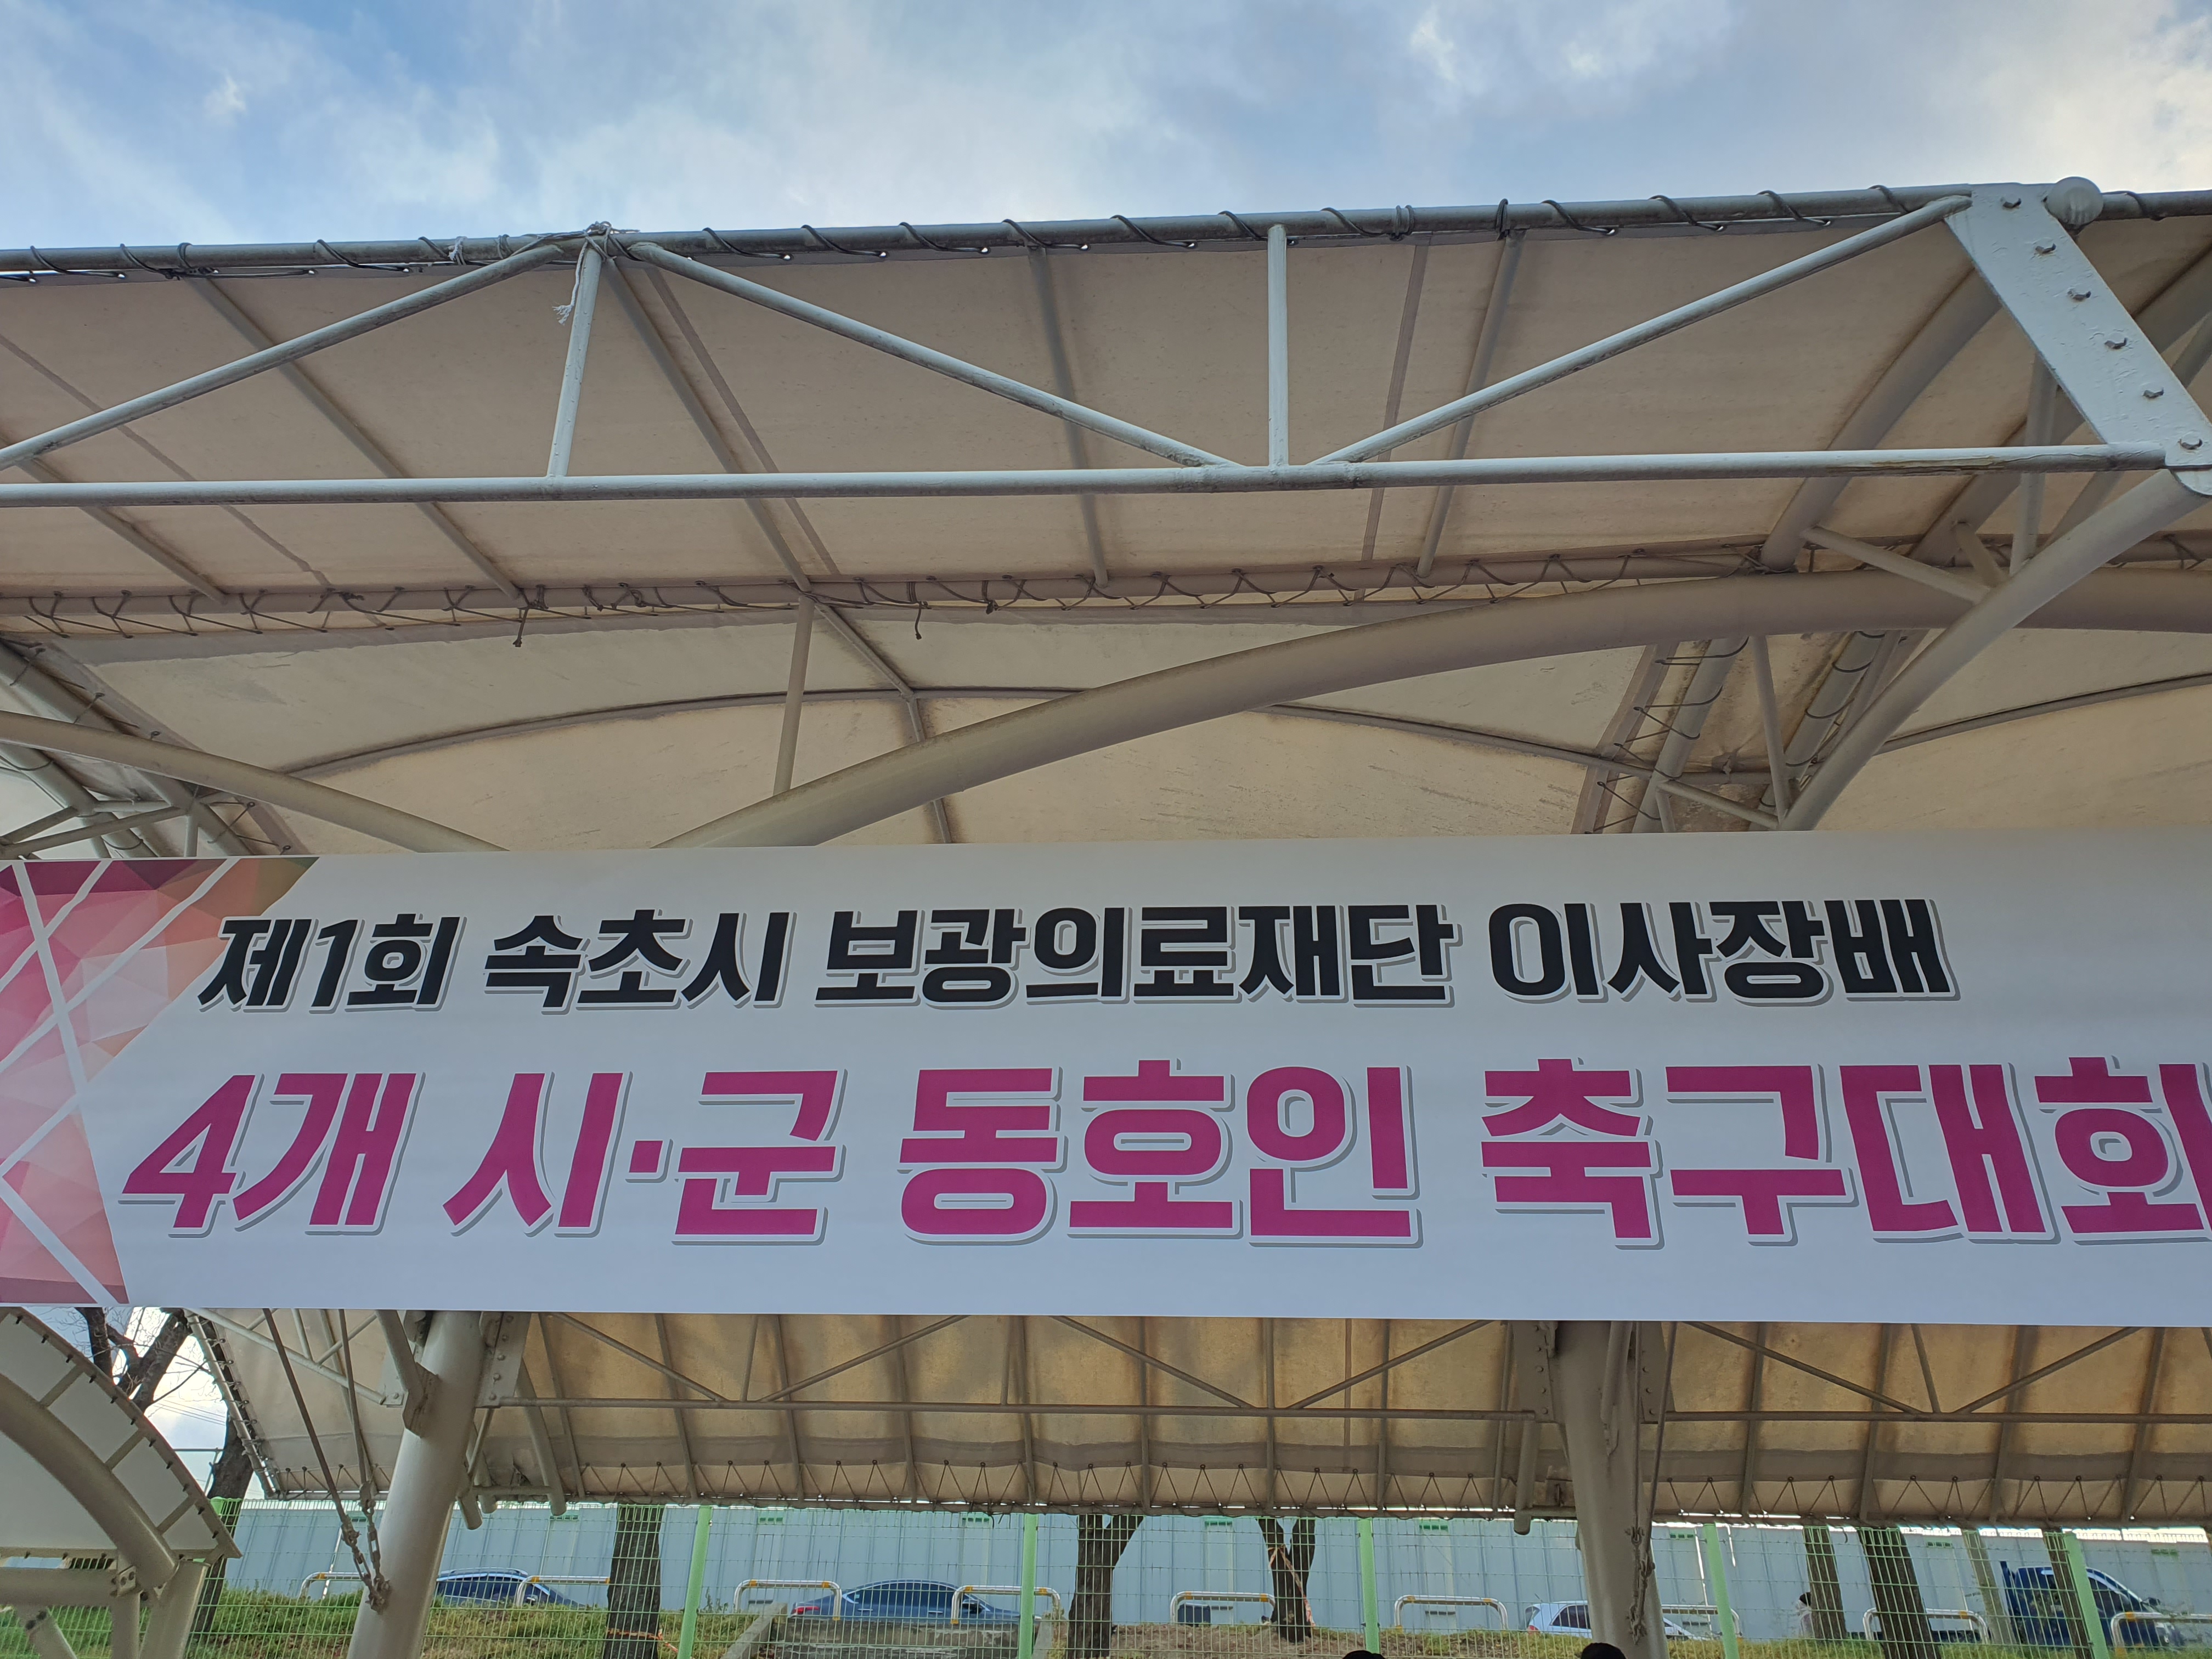 제1회 속초시 보광의료재단 이사장배
4개 시·군 동호인 축구대회